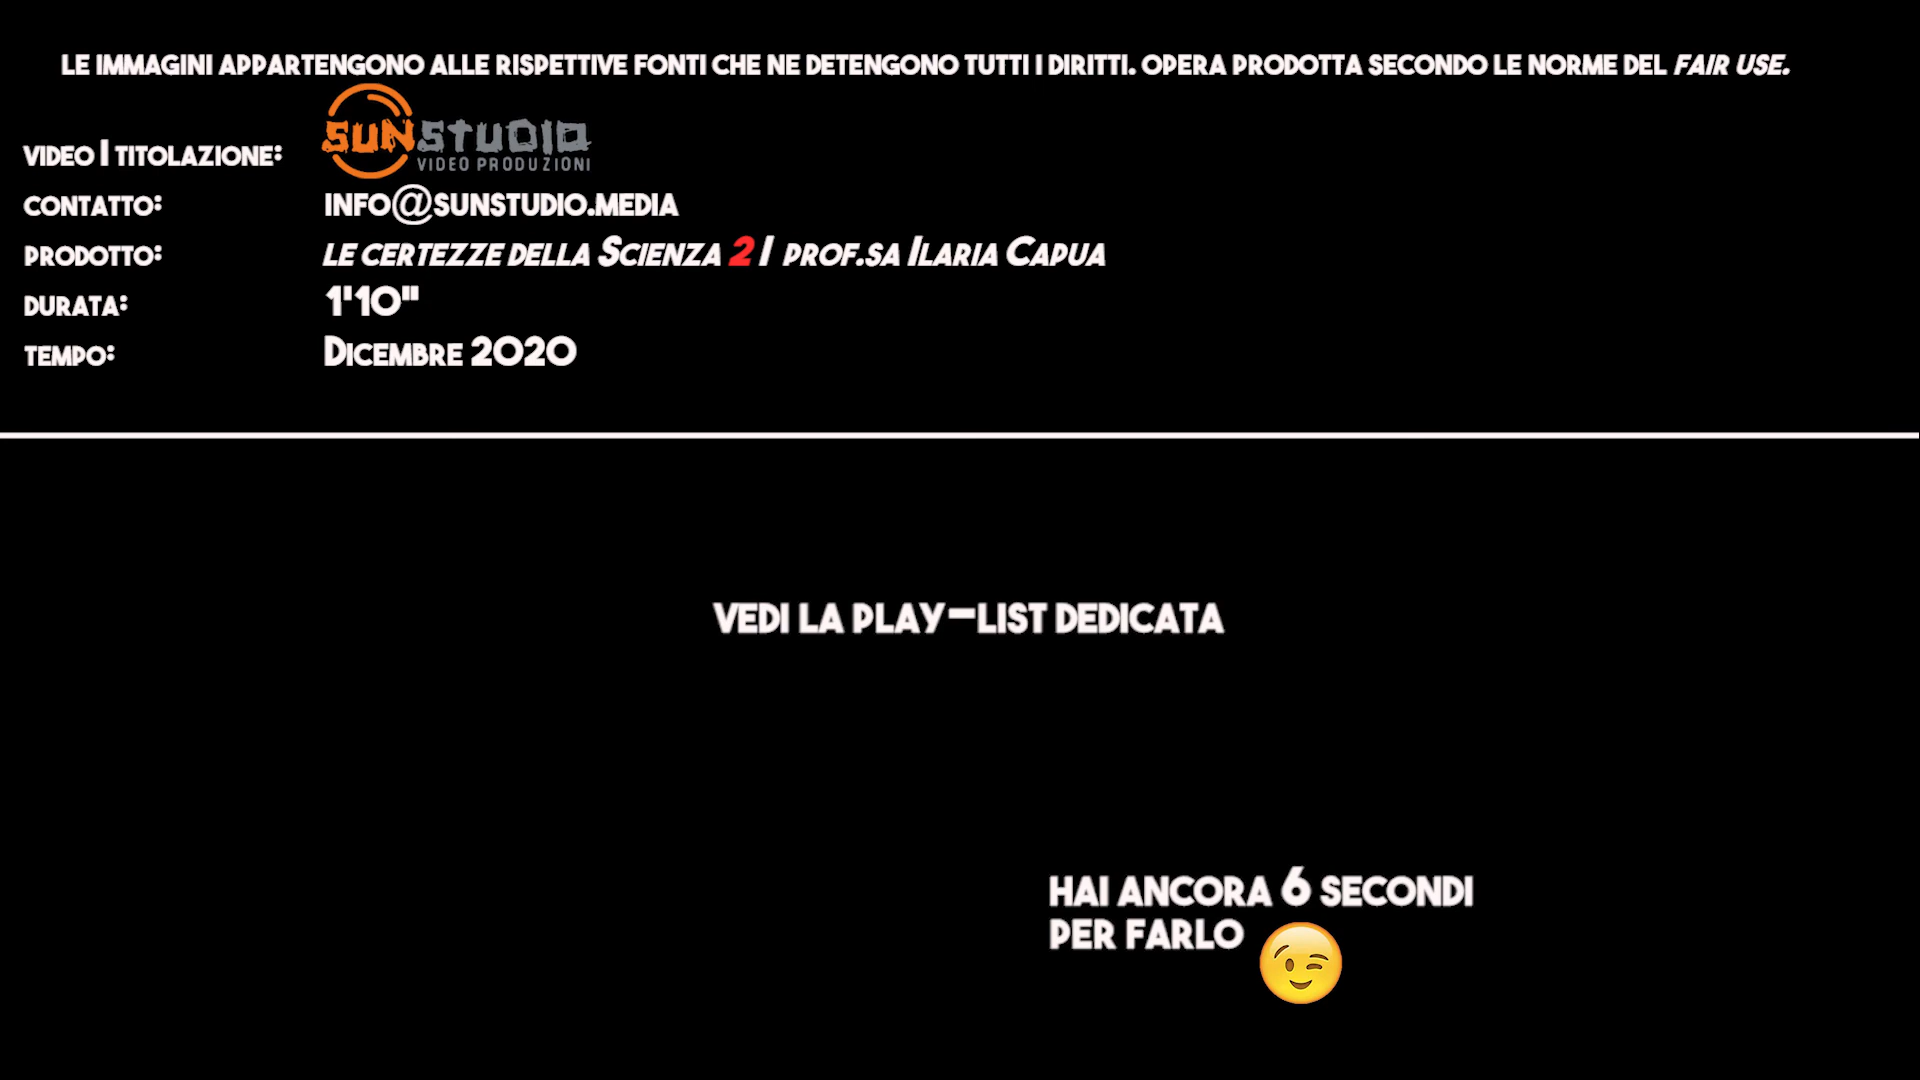 LE IMMAGINI APPARTENGONO ALLE RISPETTIVE FONTI CHE NE DETENGONO TUTTI I DIRITTI. OPERA PRODOTTA SECONDO LE NORME DEL FAIR USE.
VIDEO | TITOLAZIONE: SUNSTUDIO
VIDEO PRODUZIONI
CONTATTO: INFO@SUNSTUDIO.MEDIA
PRODOTTO: LE CERTEZZE DELLA SCIENZA 2 | PROF.SA ILARIA CAPUA
DURATA: 1'10"
TEMPO: DICEMBRE 2020
VEDI LA PLAY-LIST DEDICATA
HAI ANCORA 6 SECONDI
PER FARLO